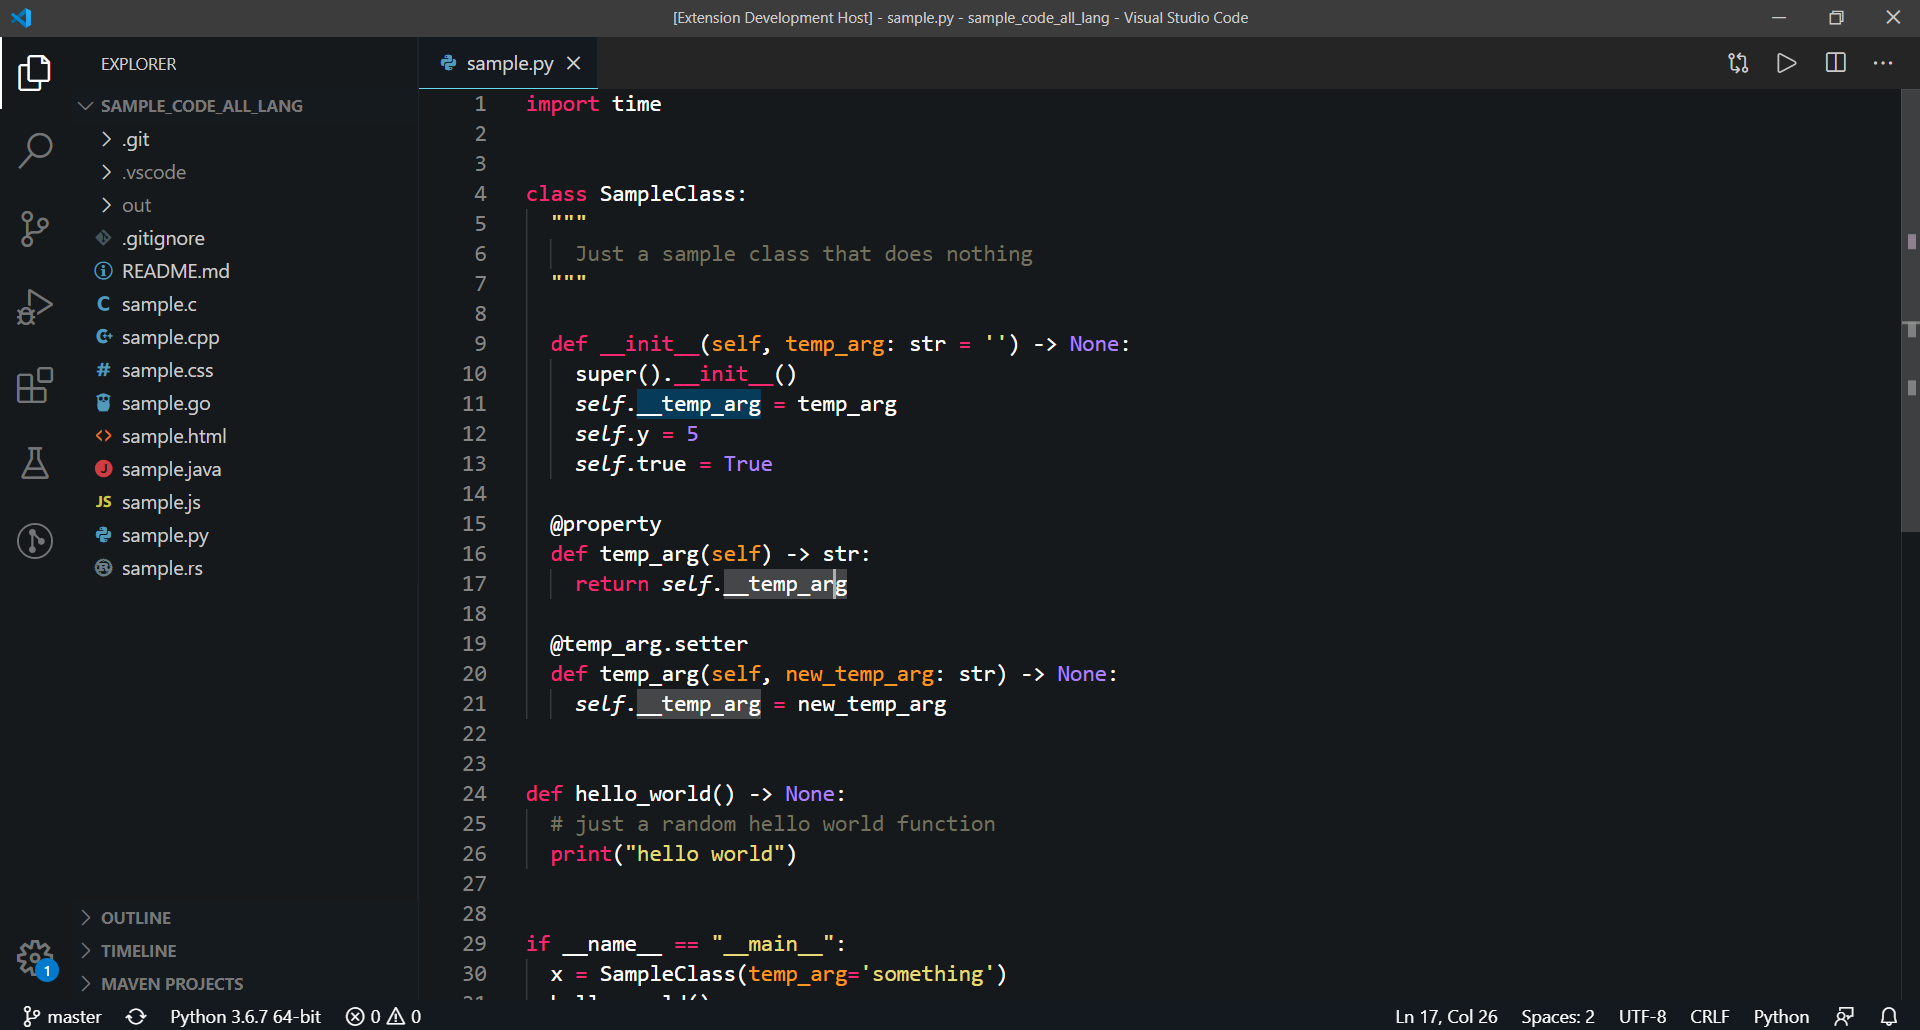 [Extension Development Host] - sample.py - sample_code_all_lang - Visual Studio Code
EXPLORER
SAMPLE_CODE_ALL_LANG
.git
.vscode
out
.gitignore
README.md
C sample.c
C+ sample.cpp
# sample.css
sample.go
<> sample.html
J sample.java
JS sample.js
sample.py
sample.rs
OUTLINE
TIMELINE
MAVEN PROJECTS
1
sample.py
1 import time
2
3
4 class SampleClass:
5 """
6 Just a sample class that does nothing
7 """
8
9 def __init__(self, temp_arg: str = '') -> None:
10 super().__init__()
11 self.__temp_arg = temp_arg
12 self.y = 5
13 self.true = True
14
15 @property
16 def temp_arg(self) -> str:
17 return self.__temp_arg
18
19 @temp_arg.setter
20 def temp_arg(self, new_temp_arg: str) -> None:
21 self.__temp_arg = new_temp_arg
22
23
24 def hello_world() -> None:
25 # just a random hello world function
26 print("hello world")
27
28
29 if __name__ == "__main__":
30 x = SampleClass(temp_arg='something')
master Python 3.6.7 64-bit 0 0 Ln 17, Col 26 Spaces: 2 UTF-8 CRLF Python